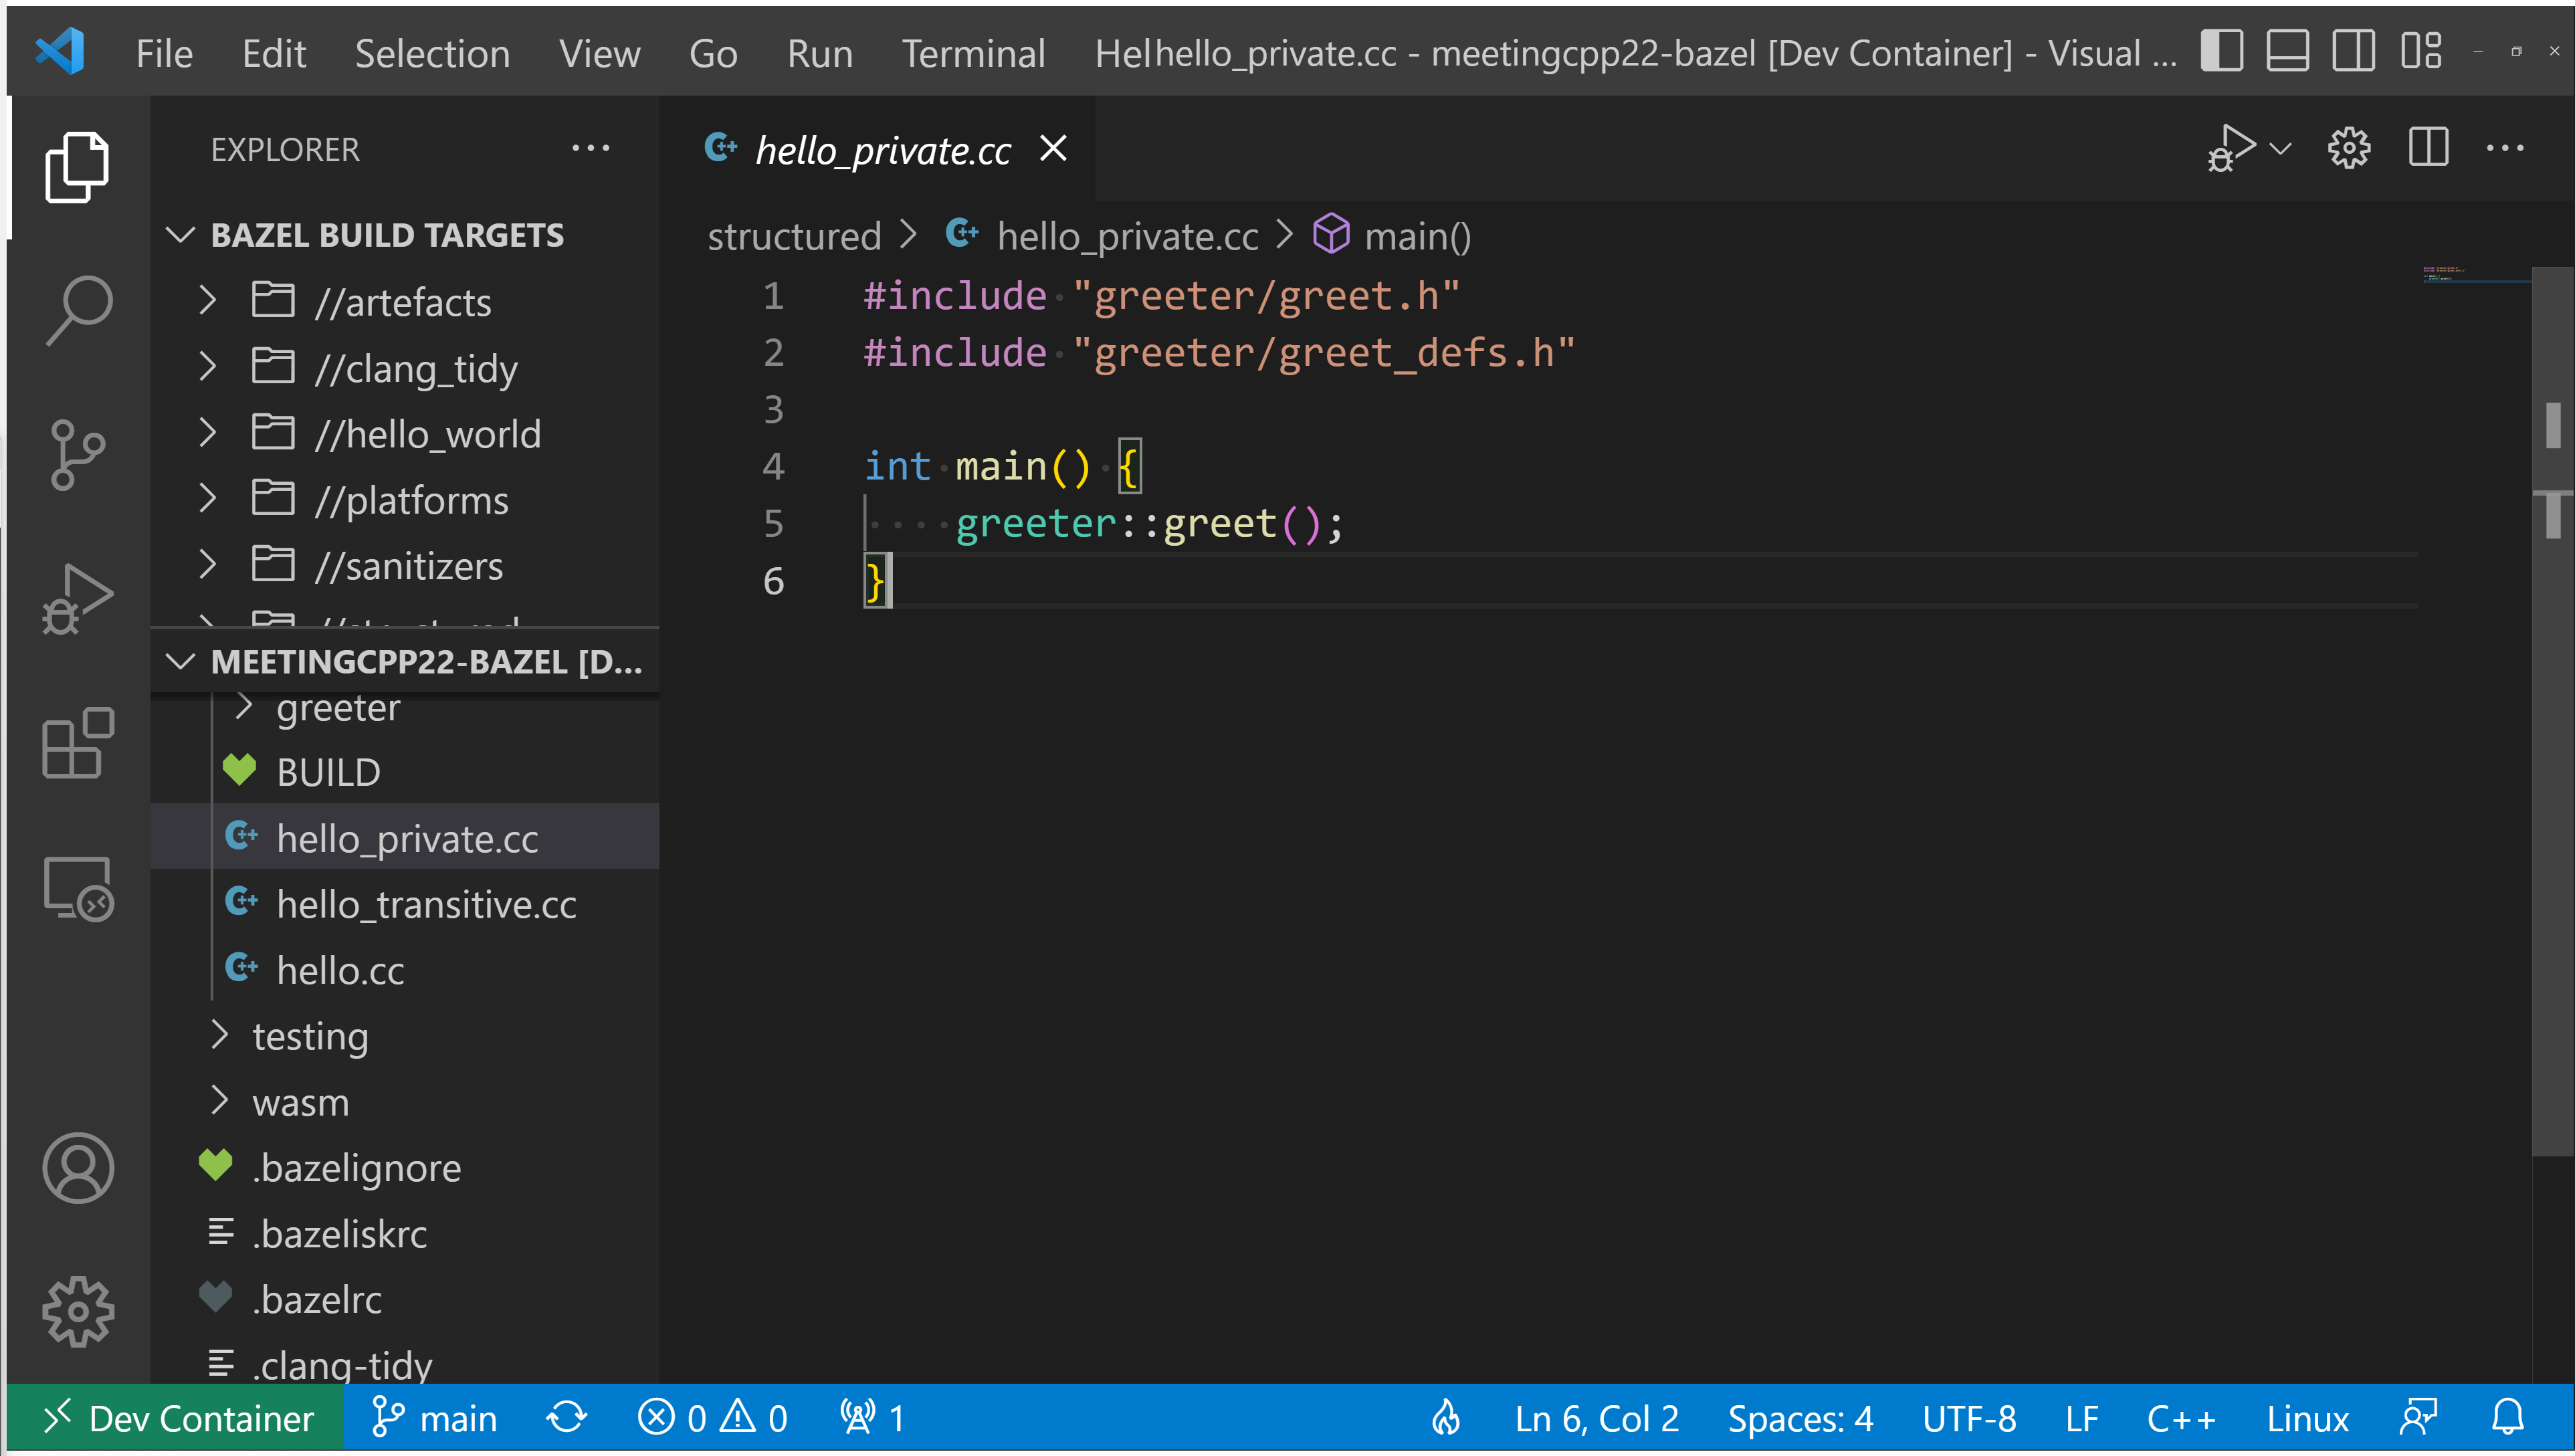 File Edit Selection View Go Run Terminal Hel hello_private.cc - meetingcpp22-bazel [Dev Container] - Visual ...
EXPLORER
hello_private.cc
BAZEL BUILD TARGETS
structured > hello_private.cc > main()
//artefacts
//clang_tidy
//hello_world
//platforms
//sanitizers
//structured
MEETINGCPP22-BAZEL [D...
greeter
BUILD
hello_private.cc
hello_transitive.cc
hello.cc
testing
wasm
.bazelignore
.bazeliskrc
.bazelrc
.clang-tidy
1 #include "greeter/greet.h"
2 #include "greeter/greet_defs.h"
3
4 int main() {
5 greeter::greet();
6 }
Dev Container main 0 0 1 Ln 6, Col 2 Spaces: 4 UTF-8 LF C++ Linux